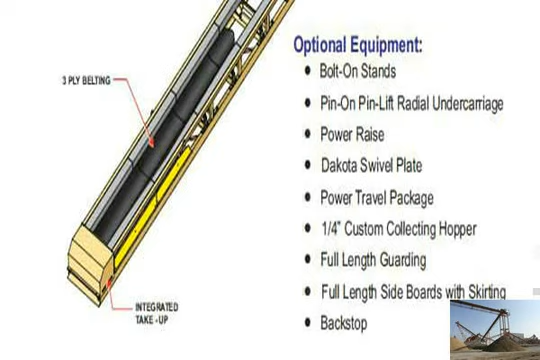 3 PLY BELTING
INTEGRATED
TAKE -UP
Optional Equipment:
• Bolt-On Stands
• Pin-On Pin-Lift Radial Undercarriage
• Power Raise
• Dakota Swivel Plate
• Power Travel Package
• 1/4" Custom Collecting Hopper
• Full Length Guarding
• Full Length Side Boards with Skirting
• Backstop